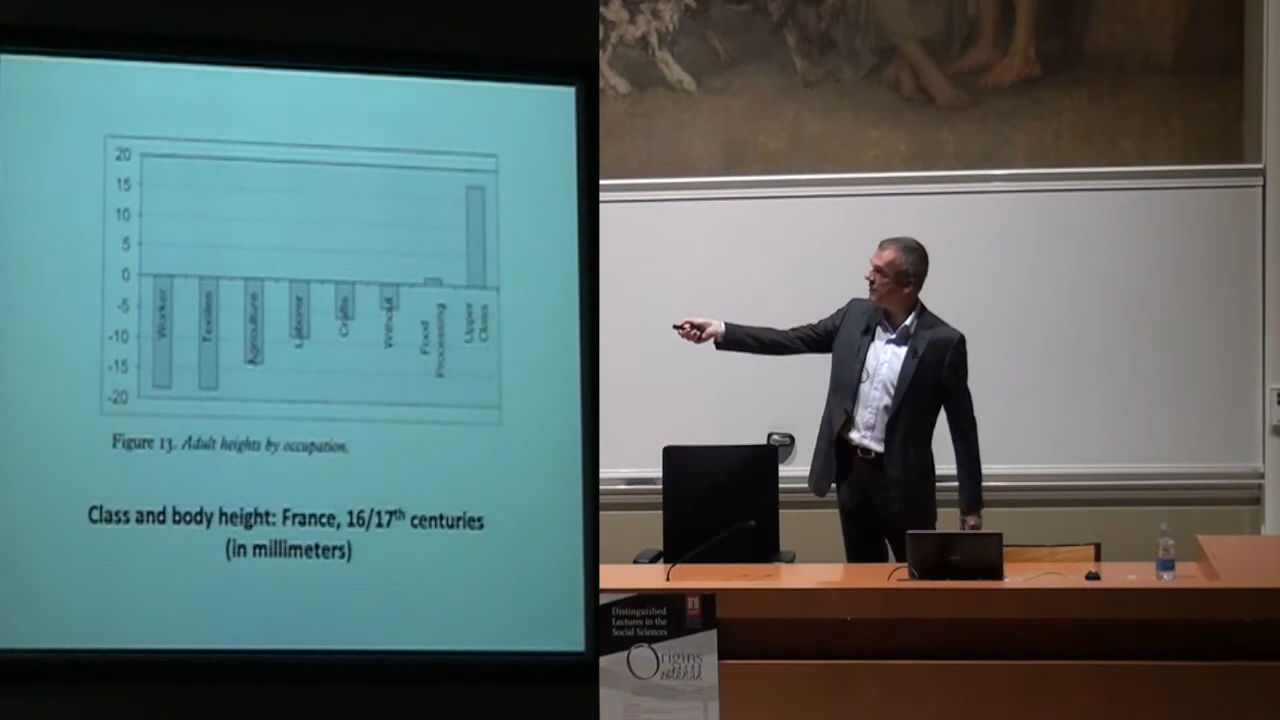 20
15
10
5
0
-5
-10
-15
-20
Worker
Textiles
Agriculture
Laborer
Crafts
Without
Food
Processing
Upper
Class
Figure 13. Adult heights by occupation.
Class and body height: France, 16/17th centuries
(in millimeters)
Distinguished
Lectures in the
Social Sciences
Origins